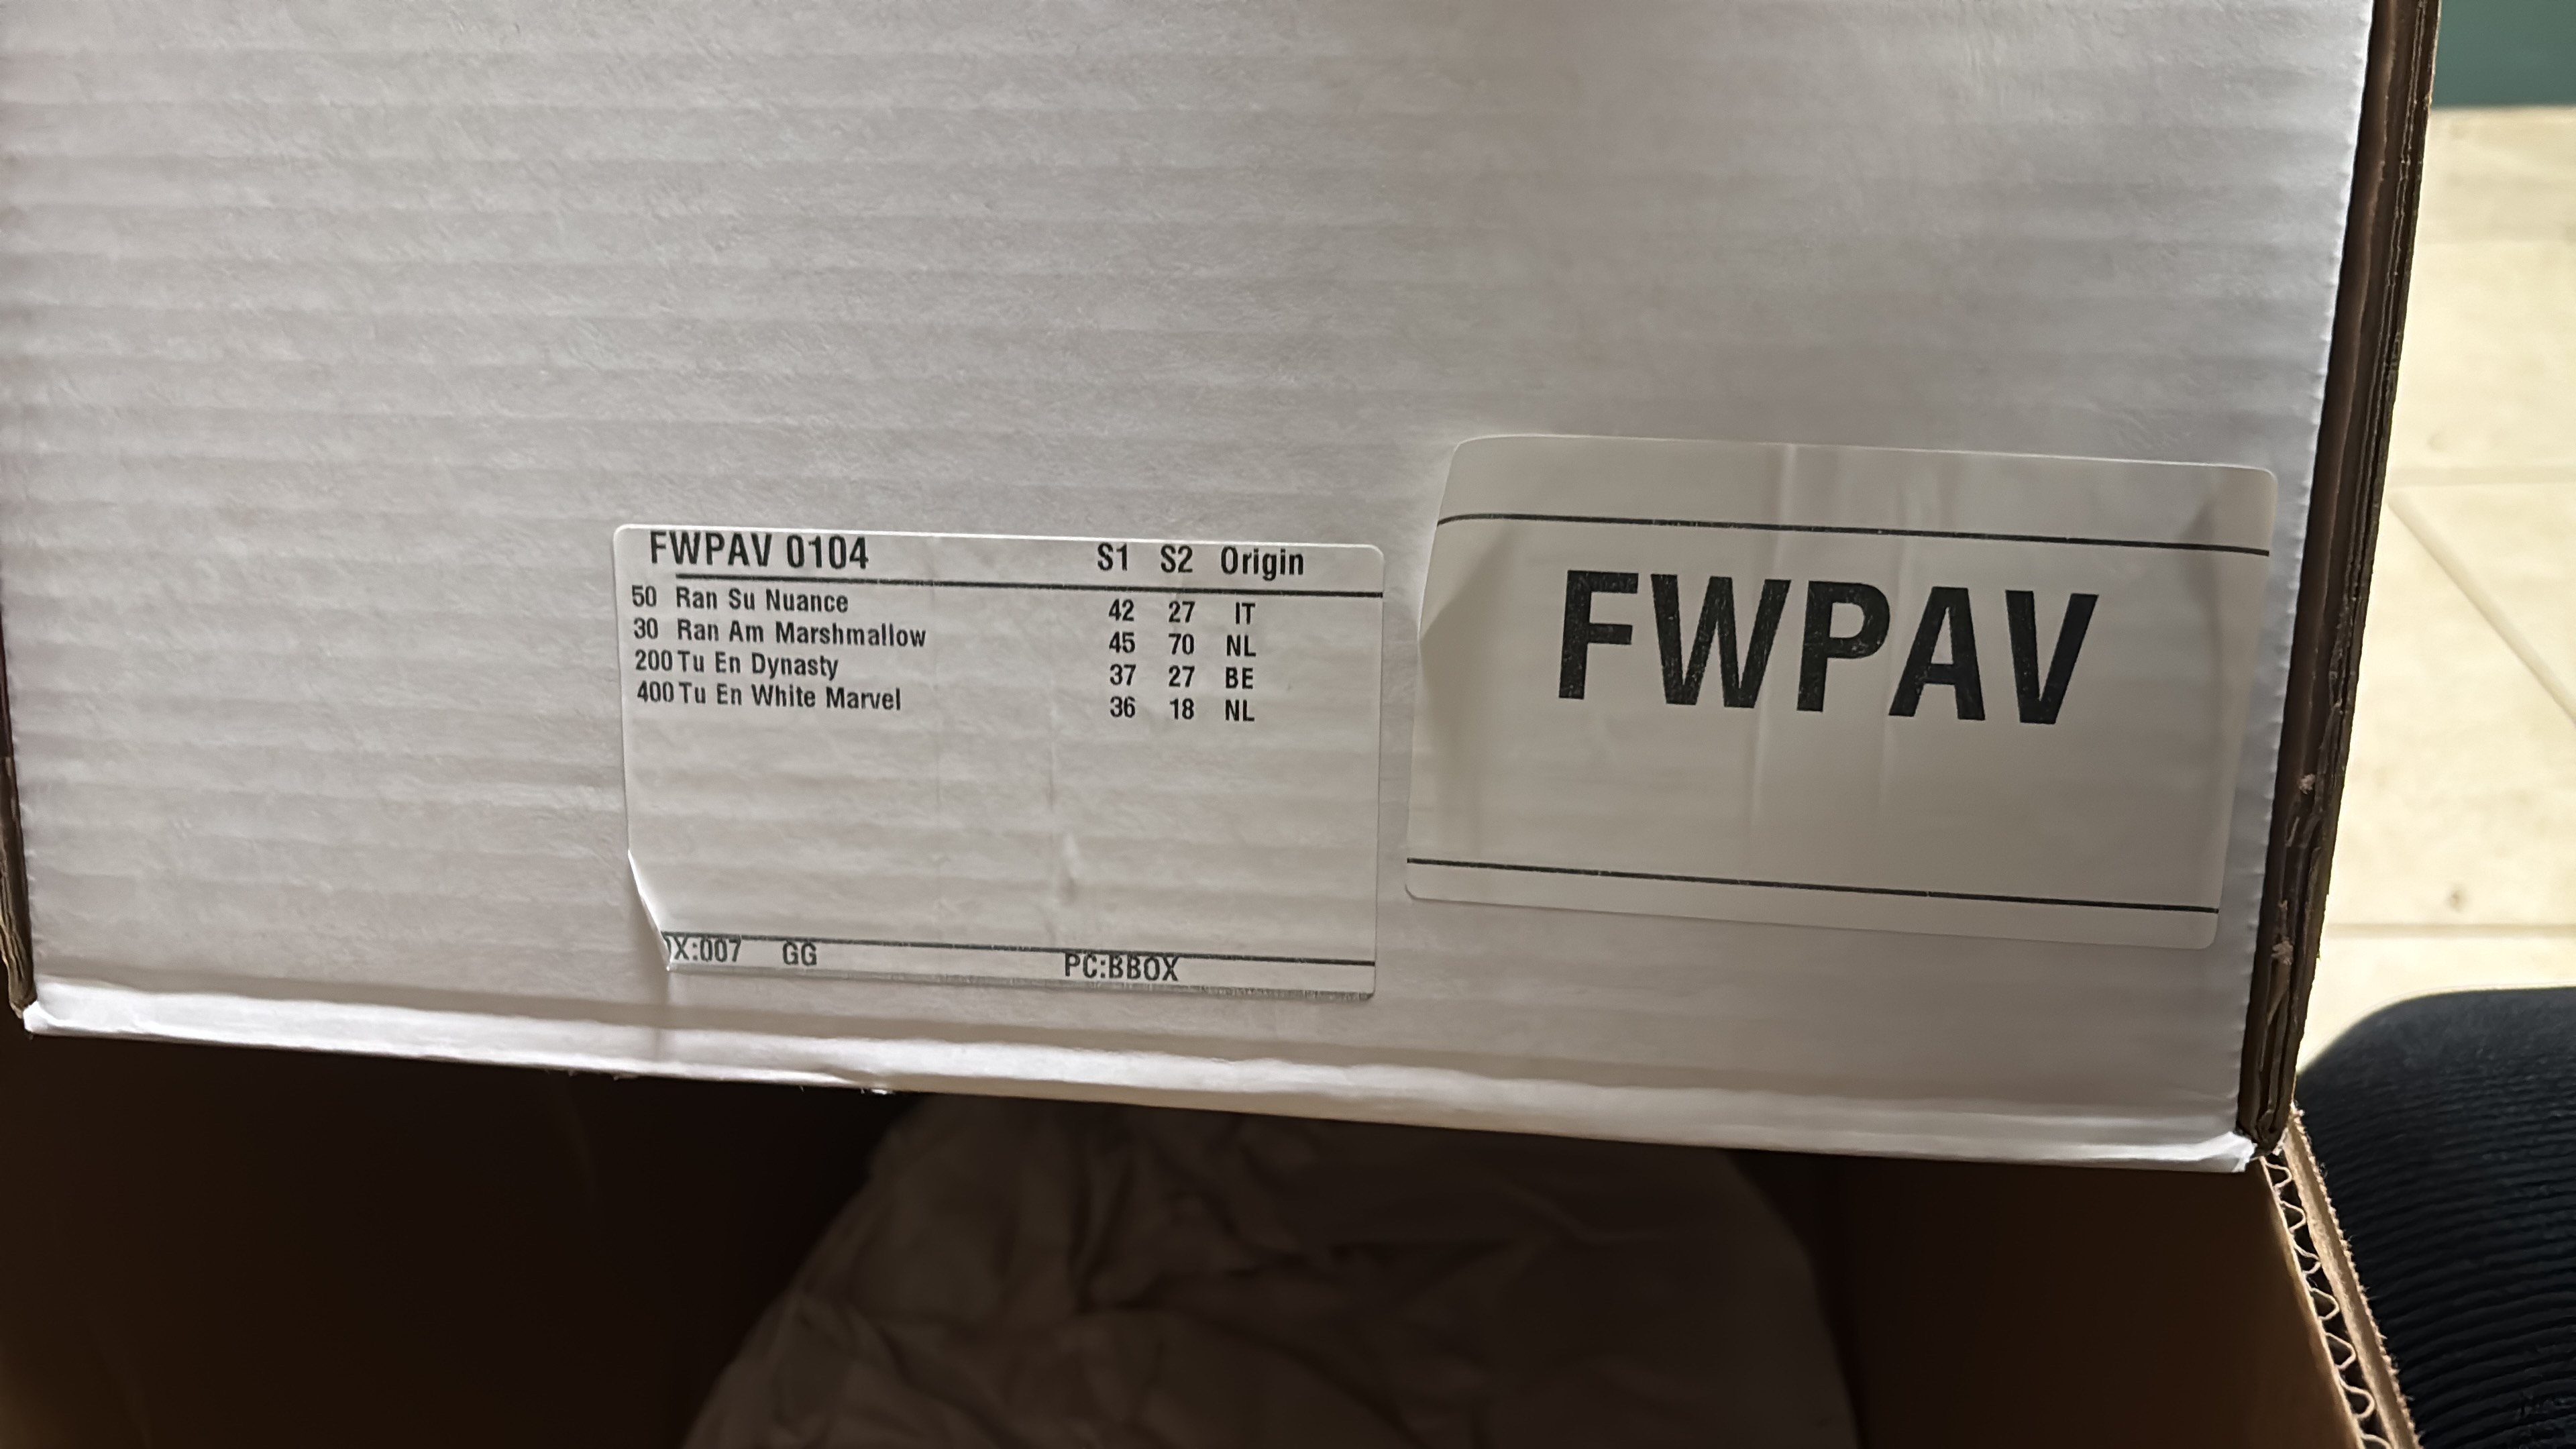 FWPAV 0104 S1 S2 Origin
50 Ran Su Nuance 42 27 IT
30 Ran Am Marshmallow 45 70 NL
200 Tu En Dynasty 37 27 BE
400 Tu En White Marvel 36 18 NL
X:007 GG PC:BBOX
FWPAV